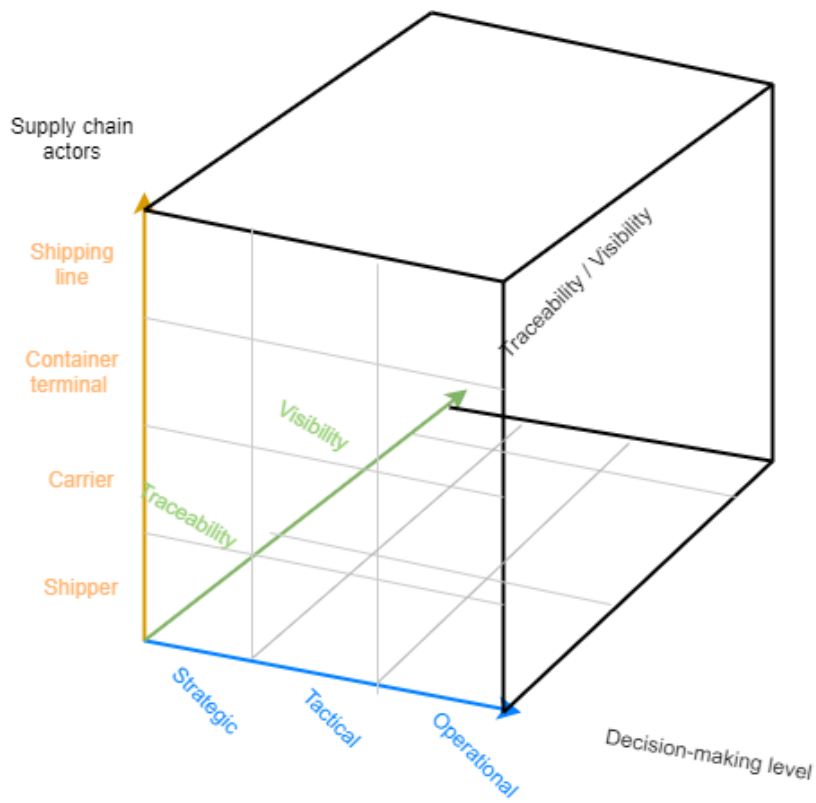 Supply chain
actors
Shipping
line
Container
terminal
Carrier
Shipper
Traceability
Visibility
Traceability / Visibility
Strategic
Tactical
Operational
Decision-making level